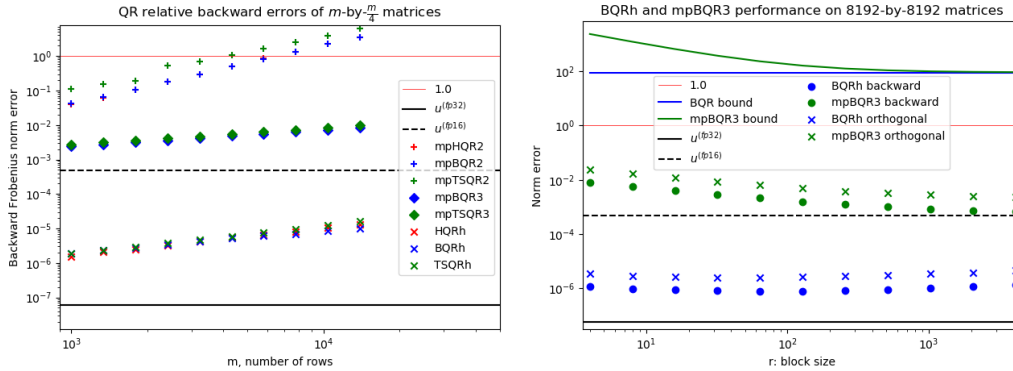 QR relative backward errors of m-by-m/4 matrices
Backward Frobenius norm error
10^1
10^0
10^-1
10^-2
10^-3
10^-4
10^-5
10^-6
10^-7
10^3
10^4
m, number of rows
1.0
u^(fp32)
u^(fp16)
mpHQR2
mpBQR2
mpTSQR2
mpBQR3
mpTSQR3
HQRh
BQRh
TSQRh
BQRh and mpBQR3 performance on 8192-by-8192 matrices
Norm error
10^4
10^2
10^0
10^-2
10^-4
10^-6
10^1
10^2
10^3
r: block size
1.0
BQR bound
mpBQR3 bound
u^(fp32)
u^(fp16)
BQRh backward
mpBQR3 backward
BQRh orthogonal
mpBQR3 orthogonal